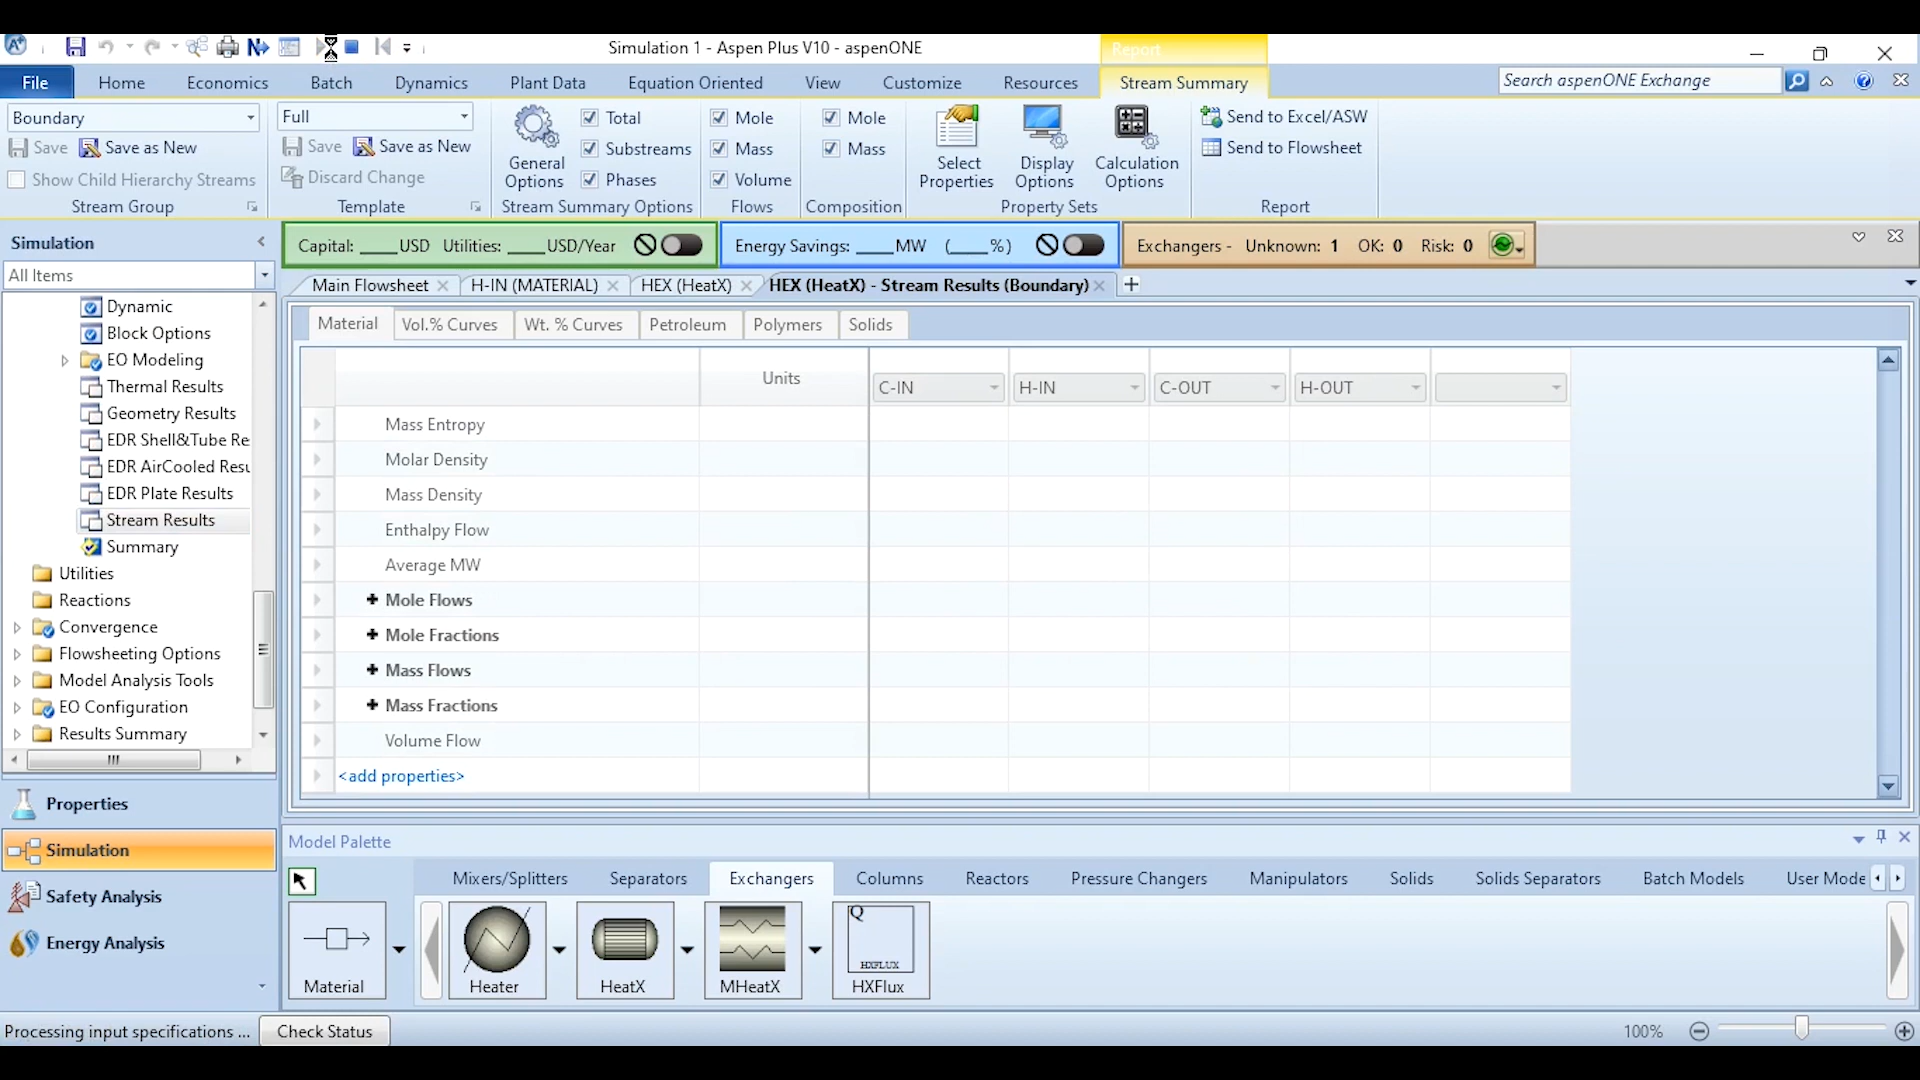 Simulation 1 - Aspen Plus V10 - aspenONE
Report
File Home Economics Batch Dynamics Plant Data Equation Oriented View Customize Resources Stream Summary Search aspenONE Exchange
Boundary Full
Save Save as New Save Save as New
Show Child Hierarchy Streams Discard Change
Stream Group Template
General Options
Total
Substreams
Phases
Stream Summary Options
Mole
Mass
Volume
Flows
Mole
Mass
Composition
Select Properties
Display Options
Calculation Options
Property Sets
Send to Excel/ASW
Send to Flowsheet
Report
Simulation
All Items
Capital: ____USD Utilities: ____USD/Year
Energy Savings: ____MW (____%)
Exchangers - Unknown: 1 OK: 0 Risk: 0
Main Flowsheet H-IN (MATERIAL) HEX (HeatX) HEX (HeatX) - Stream Results (Boundary)
Material Vol.% Curves Wt. % Curves Petroleum Polymers Solids
Dynamic
Block Options
EO Modeling
Thermal Results
Geometry Results
EDR Shell&Tube Re
EDR AirCooled Resu
EDR Plate Results
Stream Results
Summary
Utilities
Reactions
Convergence
Flowsheeting Options
Model Analysis Tools
EO Configuration
Results Summary
Properties
Simulation
Safety Analysis
Energy Analysis
Units C-IN H-IN C-OUT H-OUT
Mass Entropy
Molar Density
Mass Density
Enthalpy Flow
Average MW
+ Mole Flows
+ Mole Fractions
+ Mass Flows
+ Mass Fractions
Volume Flow
<add properties>
Model Palette
Mixers/Splitters Separators Exchangers Columns Reactors Pressure Changers Manipulators Solids Solids Separators Batch Models User Mode
Q
HXFLUX
Material Heater HeatX MHeatX HXFlux
Processing input specifications ... Check Status 100%